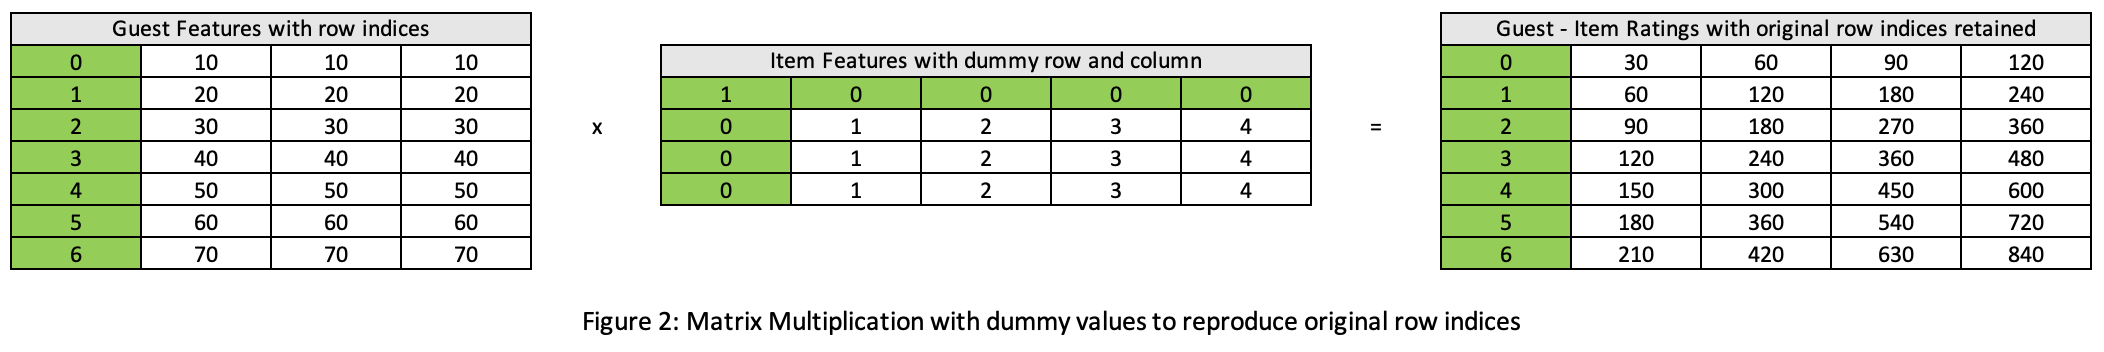 Guest Features with row indices
0 10 10 10
1 20 20 20
2 30 30 30
3 40 40 40
4 50 50 50
5 60 60 60
6 70 70 70
x
Item Features with dummy row and column
1 0 0 0 0
0 1 2 3 4
0 1 2 3 4
0 1 2 3 4
=
Guest - Item Ratings with original row indices retained
0 30 60 90 120
1 60 120 180 240
2 90 180 270 360
3 120 240 360 480
4 150 300 450 600
5 180 360 540 720
6 210 420 630 840
Figure 2: Matrix Multiplication with dummy values to reproduce original row indices